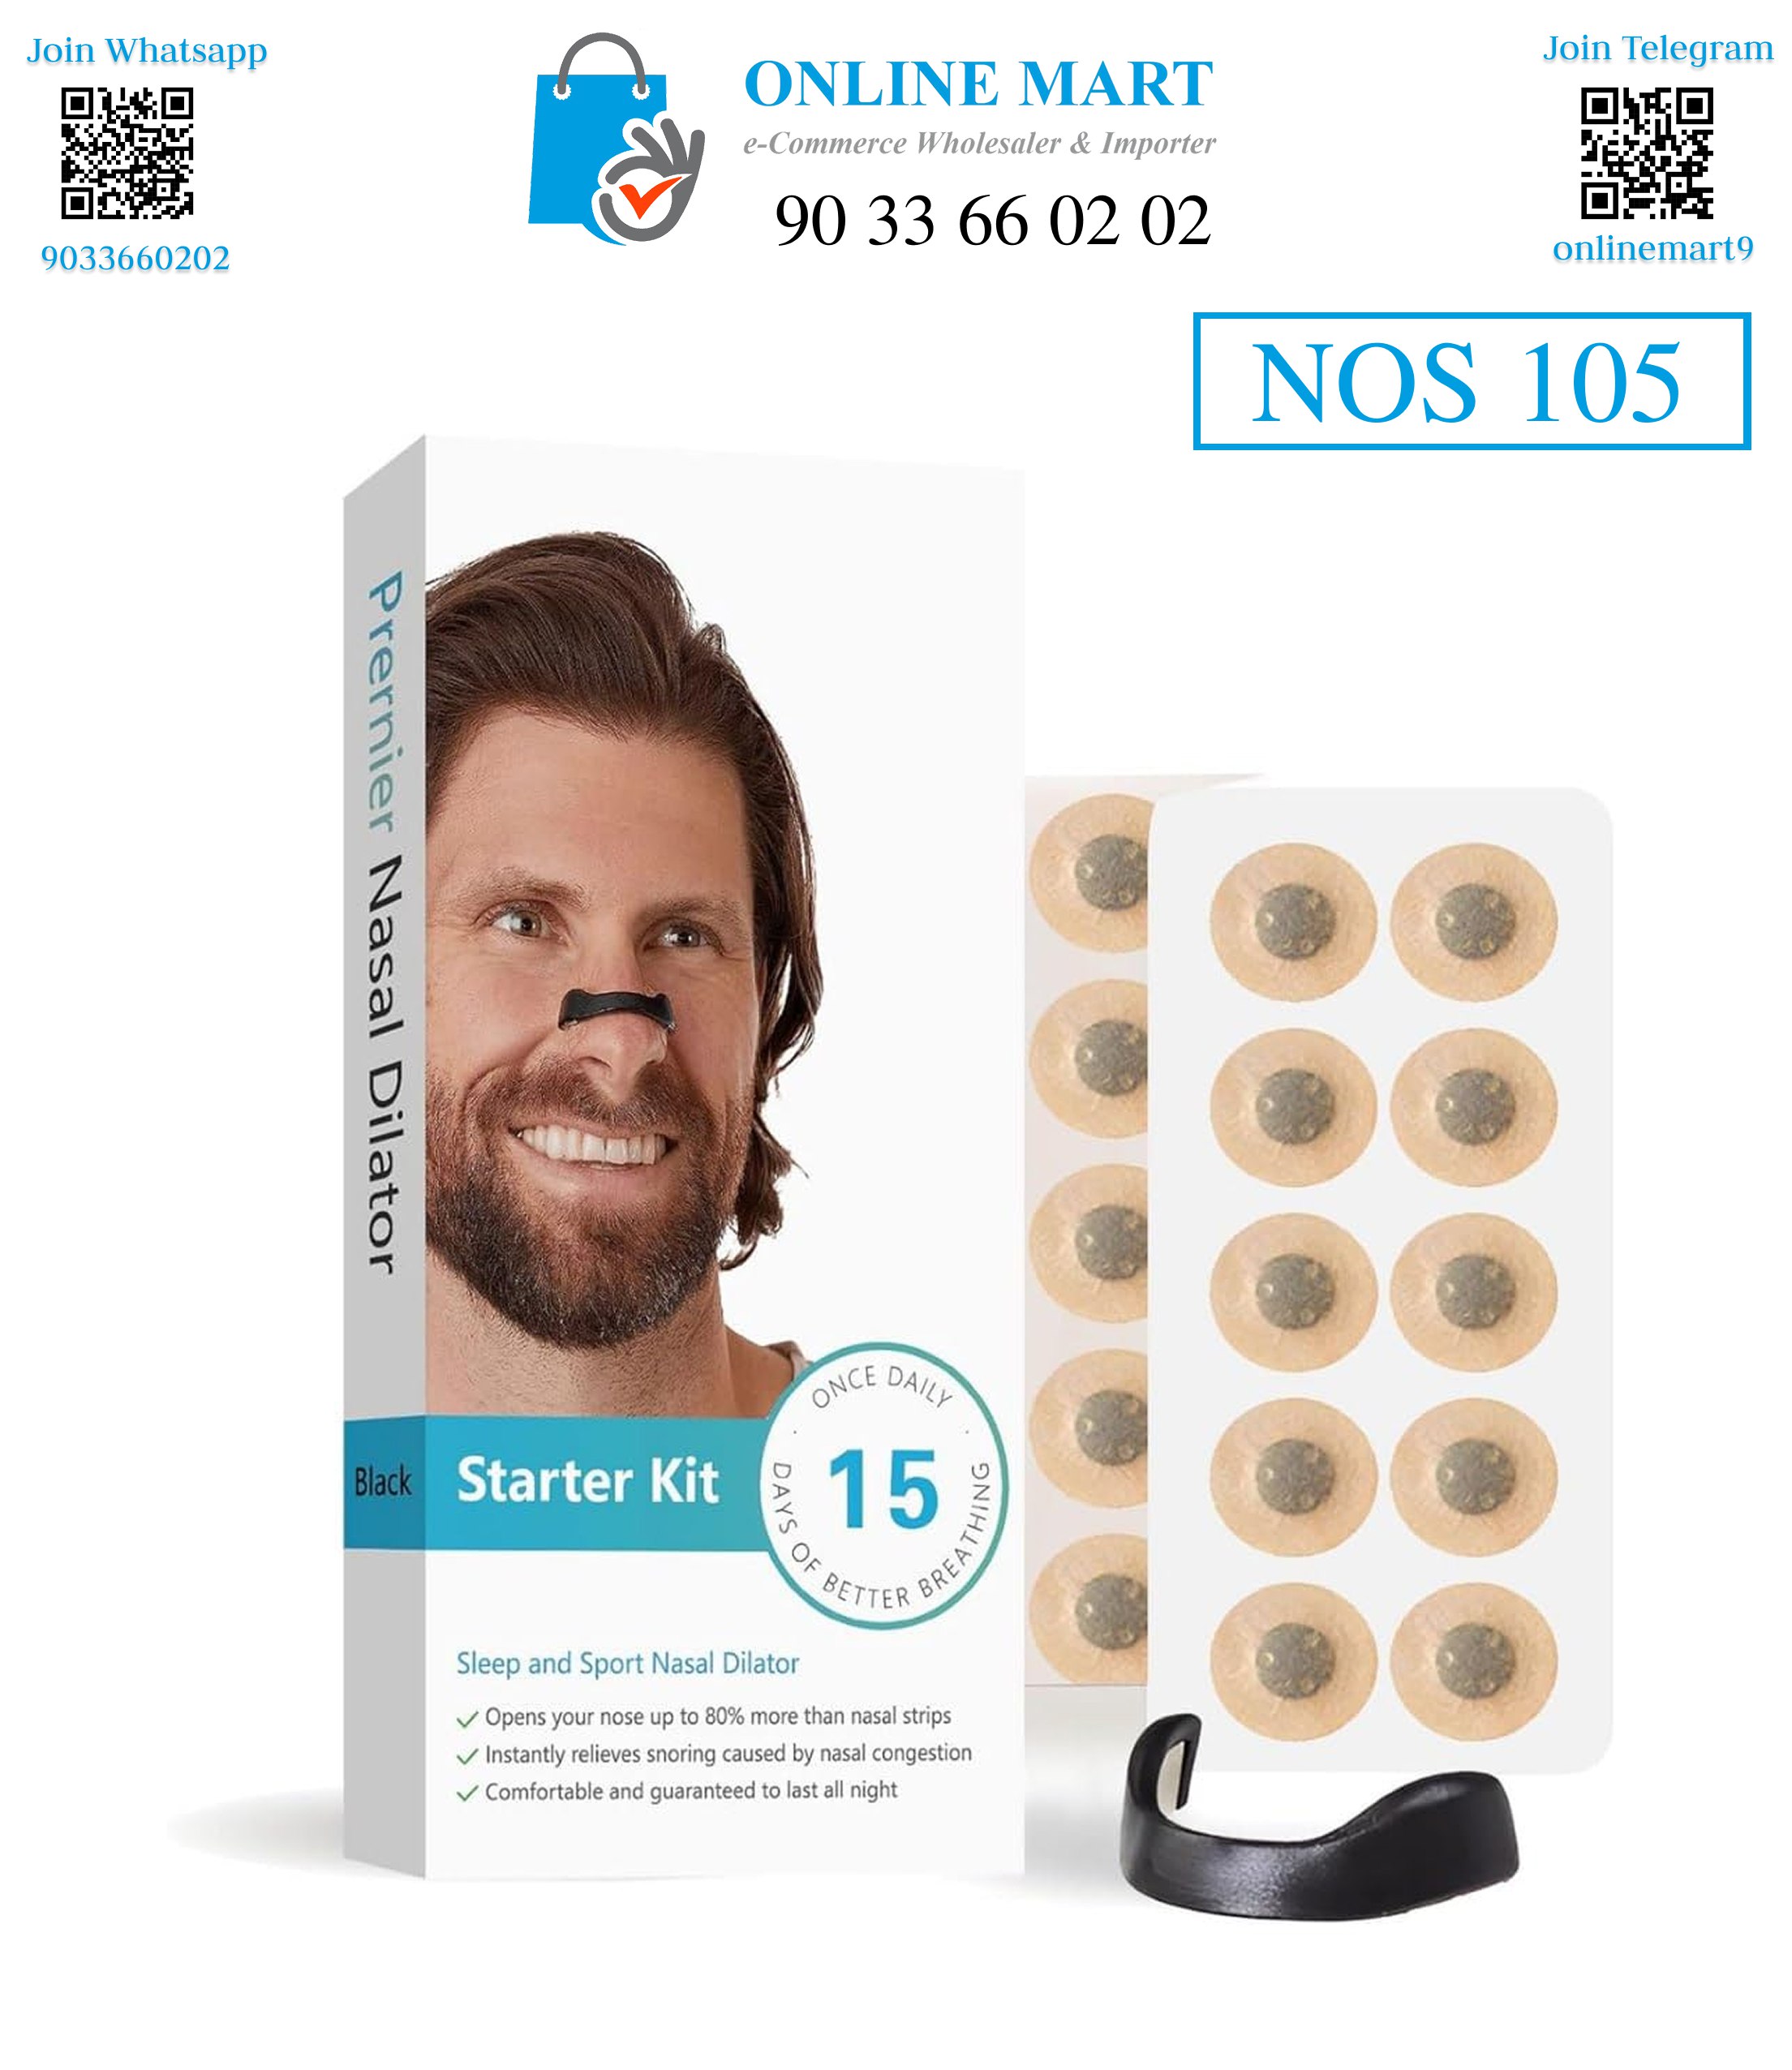 Join Whatsapp
9033660202
ONLINE MART
e-Commerce Wholesaler & Importer
90 33 66 02 02
Join Telegram
onlinemart9
NOS 105
Prernier Nasal Dilator
Black
Starter Kit
ONCE DAILY
15
DAYS OF BETTER BREATHING
Sleep and Sport Nasal Dilator
Opens your nose up to 80% more than nasal strips
Instantly relieves snoring caused by nasal congestion
Comfortable and guaranteed to last all night